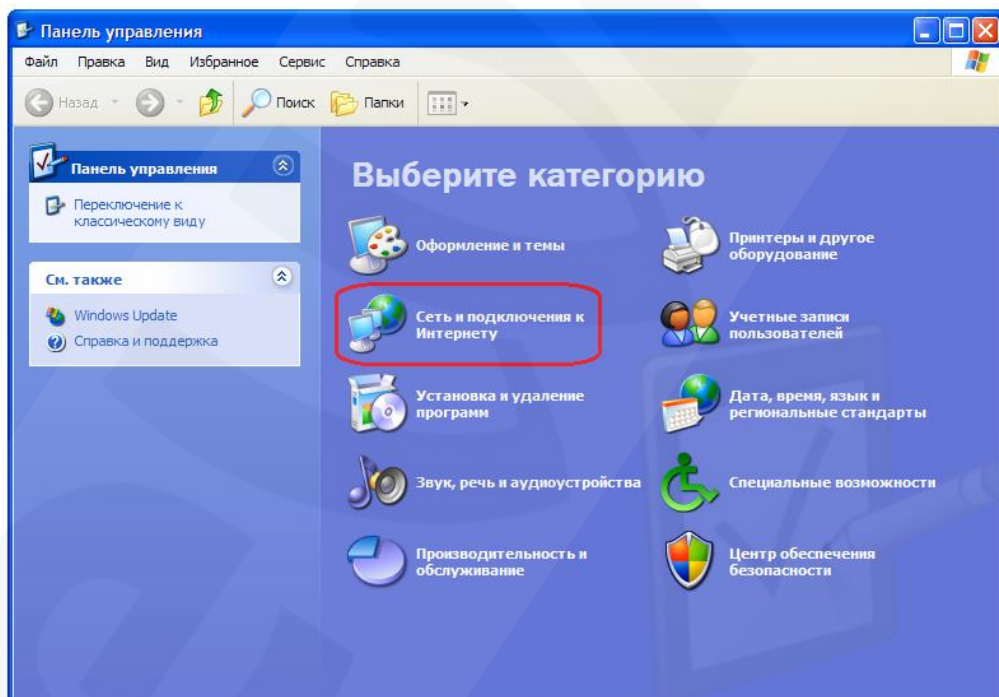 Панель управления
Файл Правка Вид Избранное Сервис Справка
Назад Поиск Папки
Панель управления
Переключение к
классическому виду
См. также
Windows Update
Справка и поддержка
Выберите категорию
Оформление и темы
Принтеры и другое
оборудование
Сеть и подключения к
Интернету
Учетные записи
пользователей
Установка и удаление
программ
Дата, время, язык и
региональные стандарты
Звук, речь и аудиоустройства
Специальные возможности
Производительность и
обслуживание
Центр обеспечения
безопасности